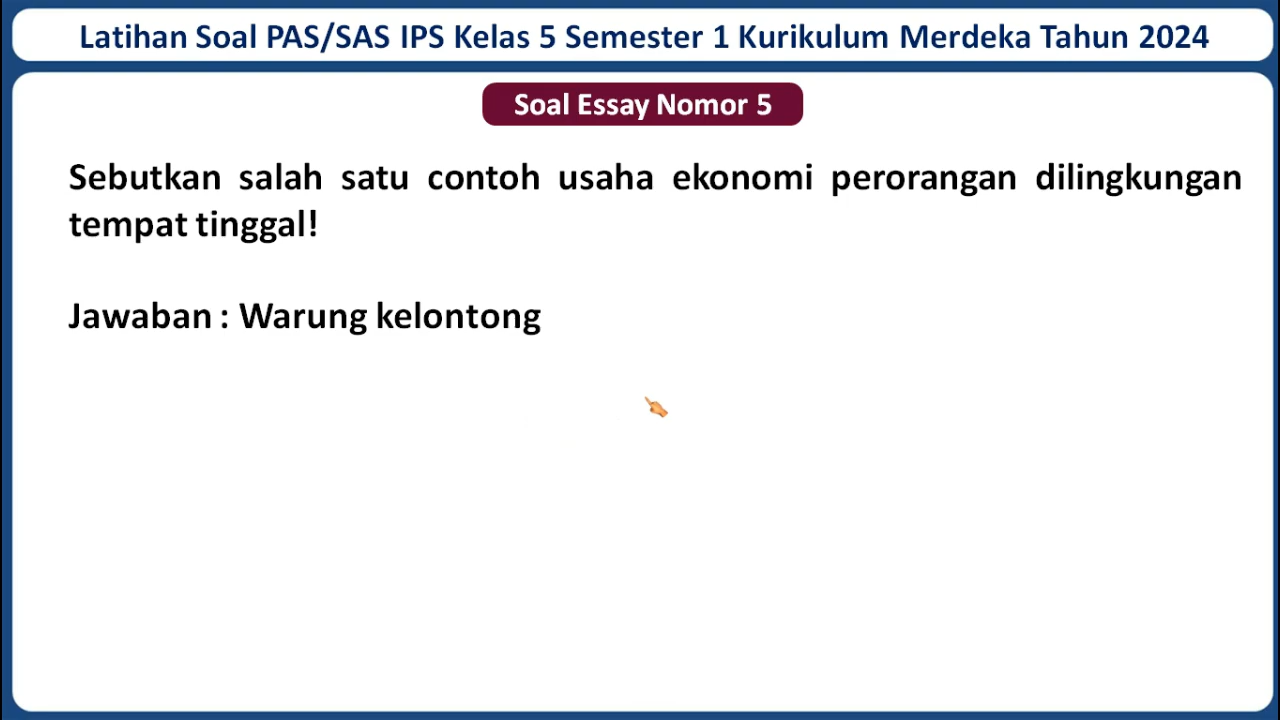 Latihan Soal PAS/SAS IPS Kelas 5 Semester 1 Kurikulum Merdeka Tahun 2024
Soal Essay Nomor 5
Sebutkan salah satu contoh usaha ekonomi perorangan dilingkungan
tempat tinggal!
Jawaban : Warung kelontong